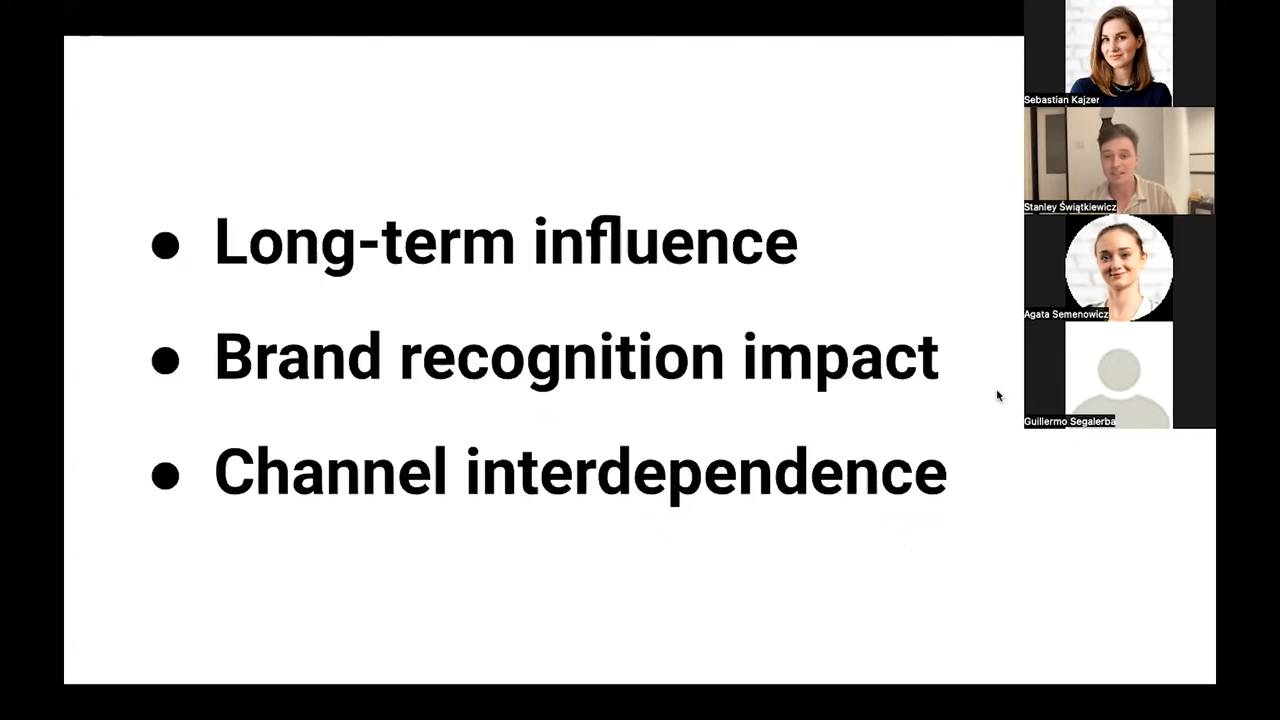 ● Long-term influence
● Brand recognition impact
● Channel interdependence
Sebastian Kajzer
Stanley Świątkiewicz
Agata Semenowicz
Guillermo Segalerba